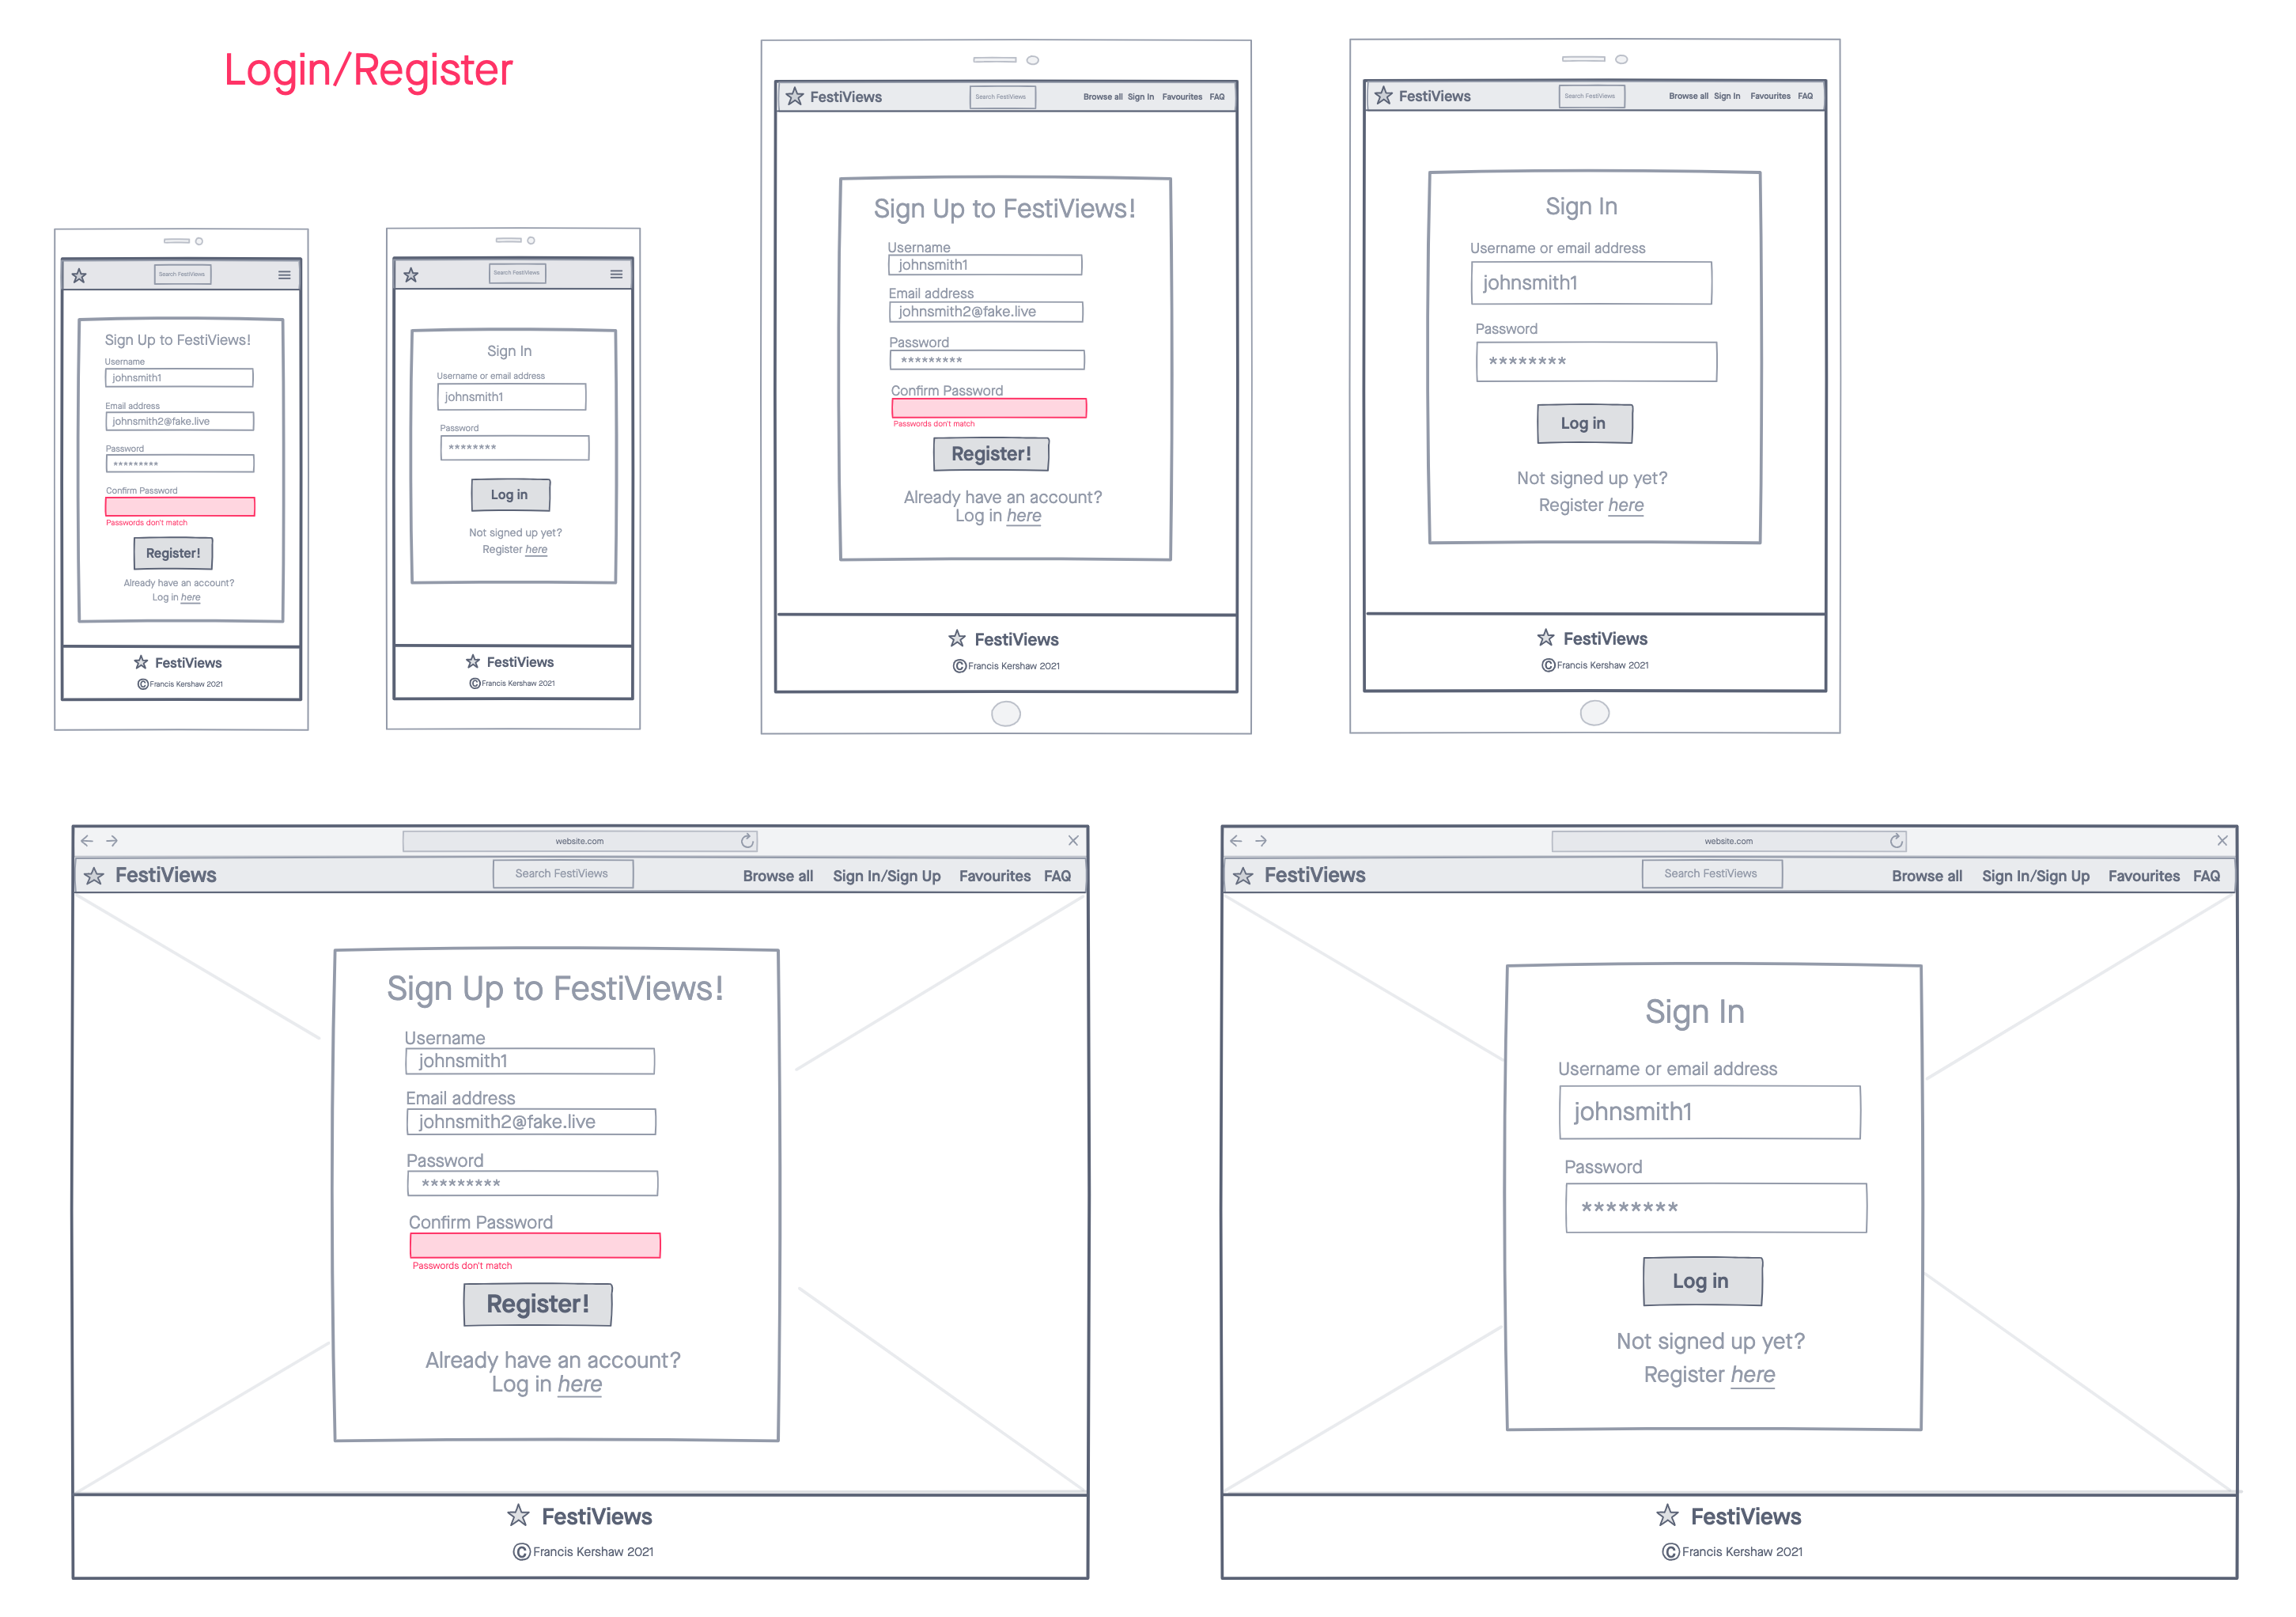 Login/Register
Search FestiViews
Sign Up to FestiViews!
Username
johnsmith1
Email address
johnsmith2@fake.live
Password
*********
Confirm Password
Passwords don't match
Register!
Already have an account?
Log in here
FestiViews
©Francis Kershaw 2021
Search FestiViews
Sign In
Username or email address
johnsmith1
Password
********
Log in
Not signed up yet?
Register here
FestiViews
©Francis Kershaw 2021
FestiViews Search FestiViews Browse all Sign In Favourites FAQ
Sign Up to FestiViews!
Username
johnsmith1
Email address
johnsmith2@fake.live
Password
*********
Confirm Password
Passwords don't match
Register!
Already have an account?
Log in here
FestiViews
©Francis Kershaw 2021
FestiViews Search FestiViews Browse all Sign In Favourites FAQ
Sign In
Username or email address
johnsmith1
Password
********
Log in
Not signed up yet?
Register here
FestiViews
©Francis Kershaw 2021
website.com
FestiViews Search FestiViews Browse all Sign In/Sign Up Favourites FAQ
Sign Up to FestiViews!
Username
johnsmith1
Email address
johnsmith2@fake.live
Password
*********
Confirm Password
Passwords don't match
Register!
Already have an account?
Log in here
FestiViews
©Francis Kershaw 2021
website.com
FestiViews Search FestiViews Browse all Sign In/Sign Up Favourites FAQ
Sign In
Username or email address
johnsmith1
Password
********
Log in
Not signed up yet?
Register here
FestiViews
©Francis Kershaw 2021